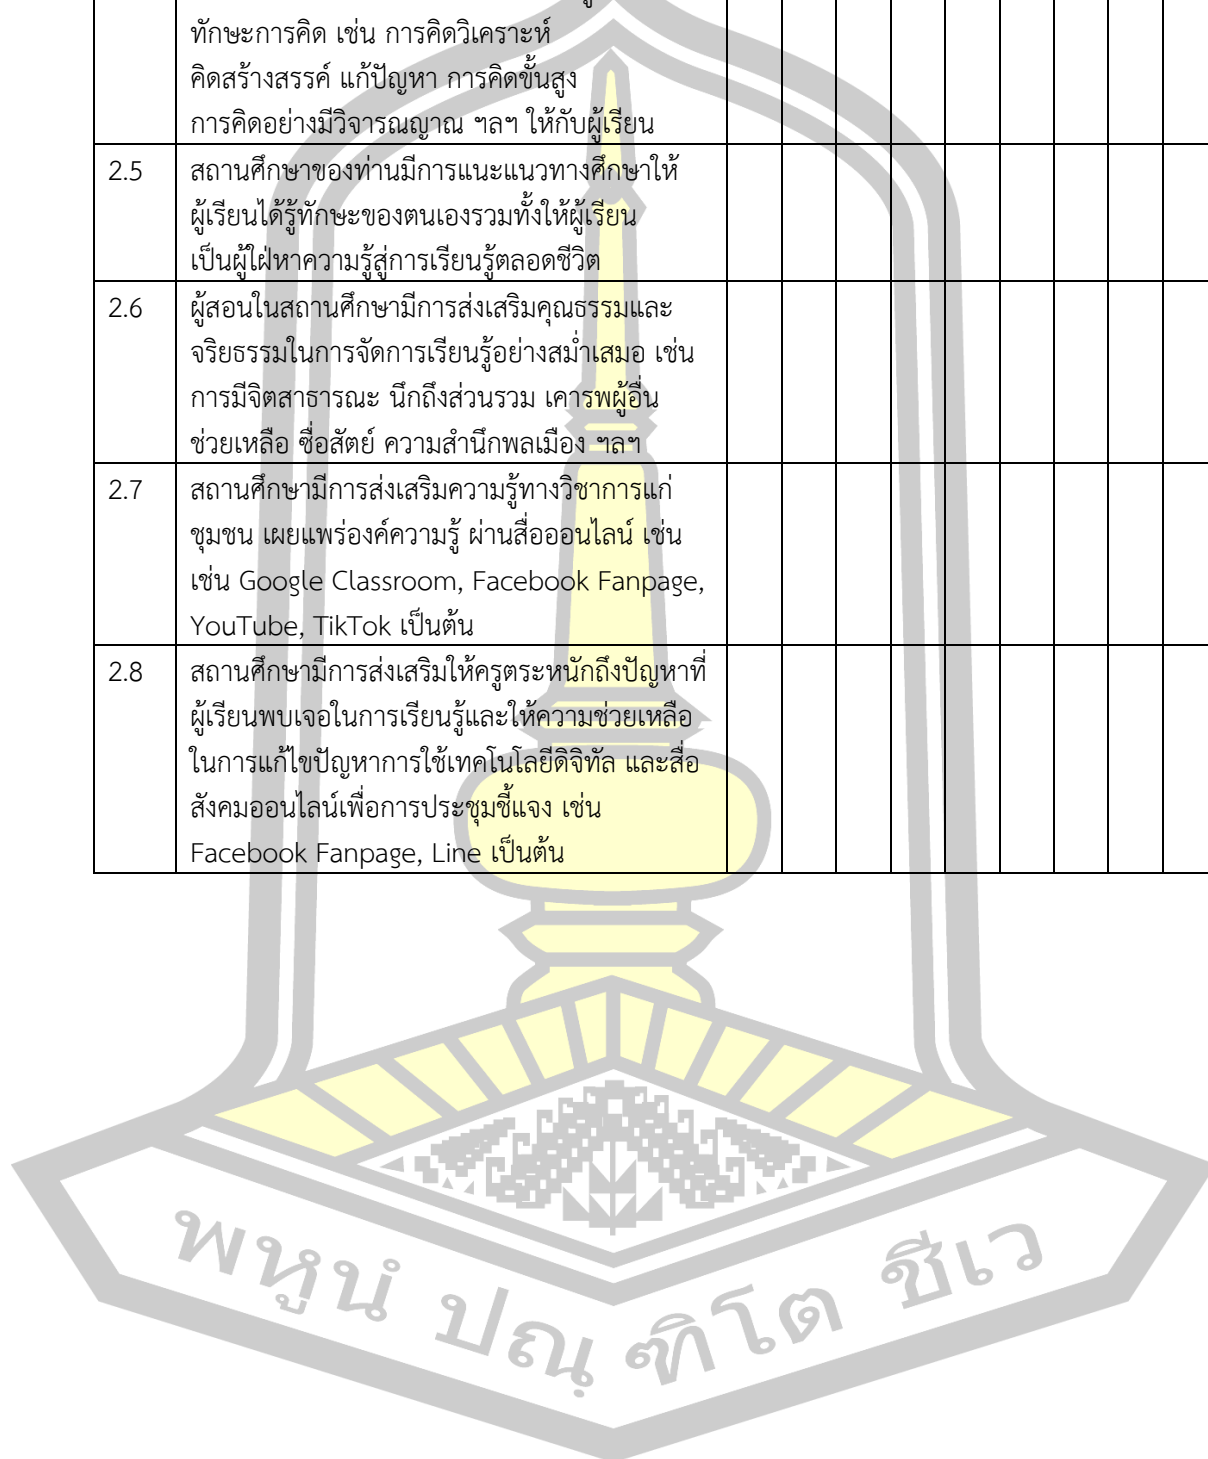 ทักษะการคิด เช่น การคิดวิเคราะห์
คิดสร้างสรรค์ แก้ปัญหา การคิดขั้นสูง
การคิดอย่างมีวิจารณญาณ ฯลฯ ให้กับผู้เรียน
2.5 สถานศึกษาของท่านมีการแนะแนวทางศึกษาให้
ผู้เรียนได้รู้ทักษะของตนเองรวมทั้งให้ผู้เรียน
เป็นผู้ใฝ่หาความรู้สู่การเรียนรู้ตลอดชีวิต
2.6 ผู้สอนในสถานศึกษามีการส่งเสริมคุณธรรมและ
จริยธรรมในการจัดการเรียนรู้อย่างสม่ำเสมอ เช่น
การมีจิตสาธารณะ นึกถึงส่วนรวม เคารพผู้อื่น
ช่วยเหลือ ซื่อสัตย์ ความสำนึกพลเมือง ฯลฯ
2.7 สถานศึกษามีการส่งเสริมความรู้ทางวิชาการแก่
ชุมชน เผยแพร่องค์ความรู้ ผ่านสื่อออนไลน์ เช่น
เช่น Google Classroom, Facebook Fanpage,
YouTube, TikTok เป็นต้น
2.8 สถานศึกษามีการส่งเสริมให้ครูตระหนักถึงปัญหาที่
ผู้เรียนพบเจอในการเรียนรู้และให้ความช่วยเหลือ
ในการแก้ไขปัญหาการใช้เทคโนโลยีดิจิทัล และสื่อ
สังคมออนไลน์เพื่อการประชุมชี้แจง เช่น
Facebook Fanpage, Line เป็นต้น
พหูนํ ปณฺฑิโต ชีเว